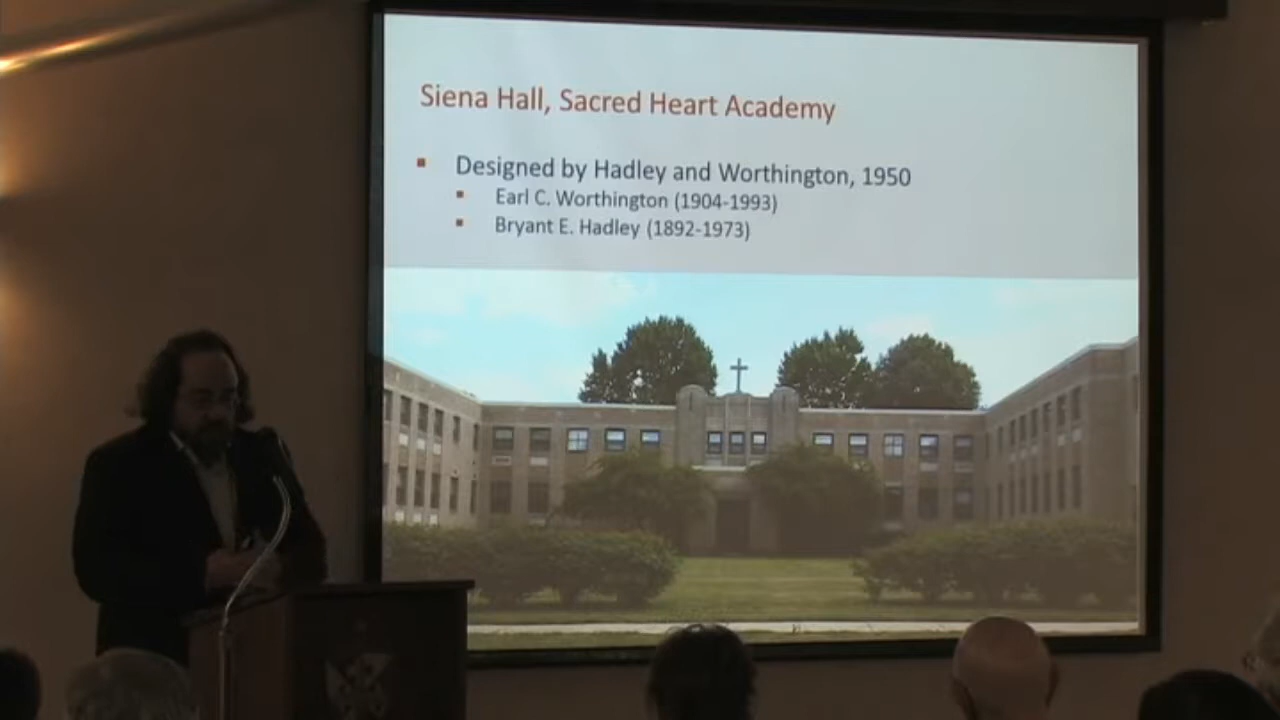 Siena Hall, Sacred Heart Academy
Designed by Hadley and Worthington, 1950
Earl C. Worthington (1904-1993)
Bryant E. Hadley (1892-1973)